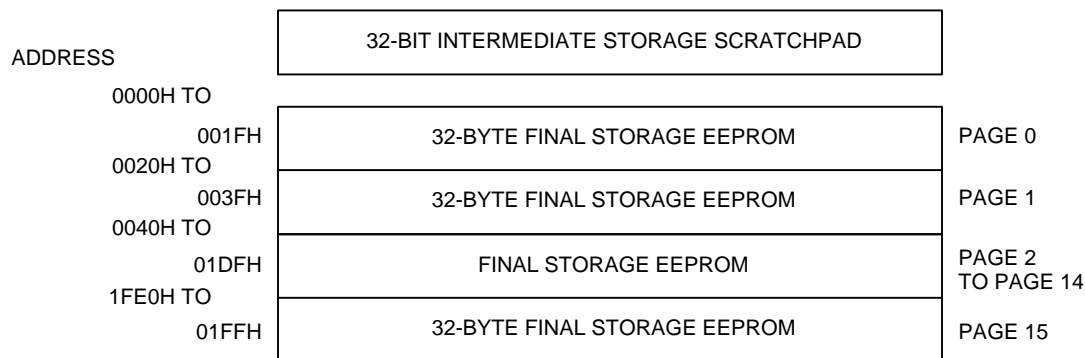 32-BIT INTERMEDIATE STORAGE SCRATCHPAD
ADDRESS
0000H TO
001FH 32-BYTE FINAL STORAGE EEPROM PAGE 0
0020H TO
003FH 32-BYTE FINAL STORAGE EEPROM PAGE 1
0040H TO
01DFH FINAL STORAGE EEPROM PAGE 2
TO PAGE 14
1FE0H TO
01FFH 32-BYTE FINAL STORAGE EEPROM PAGE 15